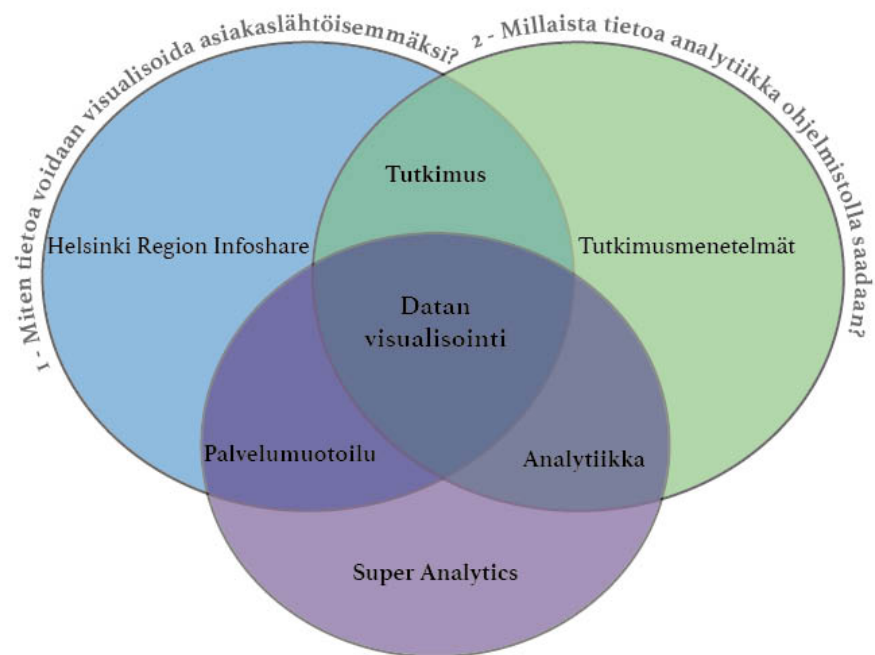 1 - Miten tietoa voidaan visualisoida asiakaslähtöisemmäksi?
2 - Millaista tietoa analytiikka ohjelmistolla saadaan?
Tutkimus
Helsinki Region Infoshare
Tutkimusmenetelmät
Datan
visualisointi
Palvelumuotoilu
Analytiikka
Super Analytics